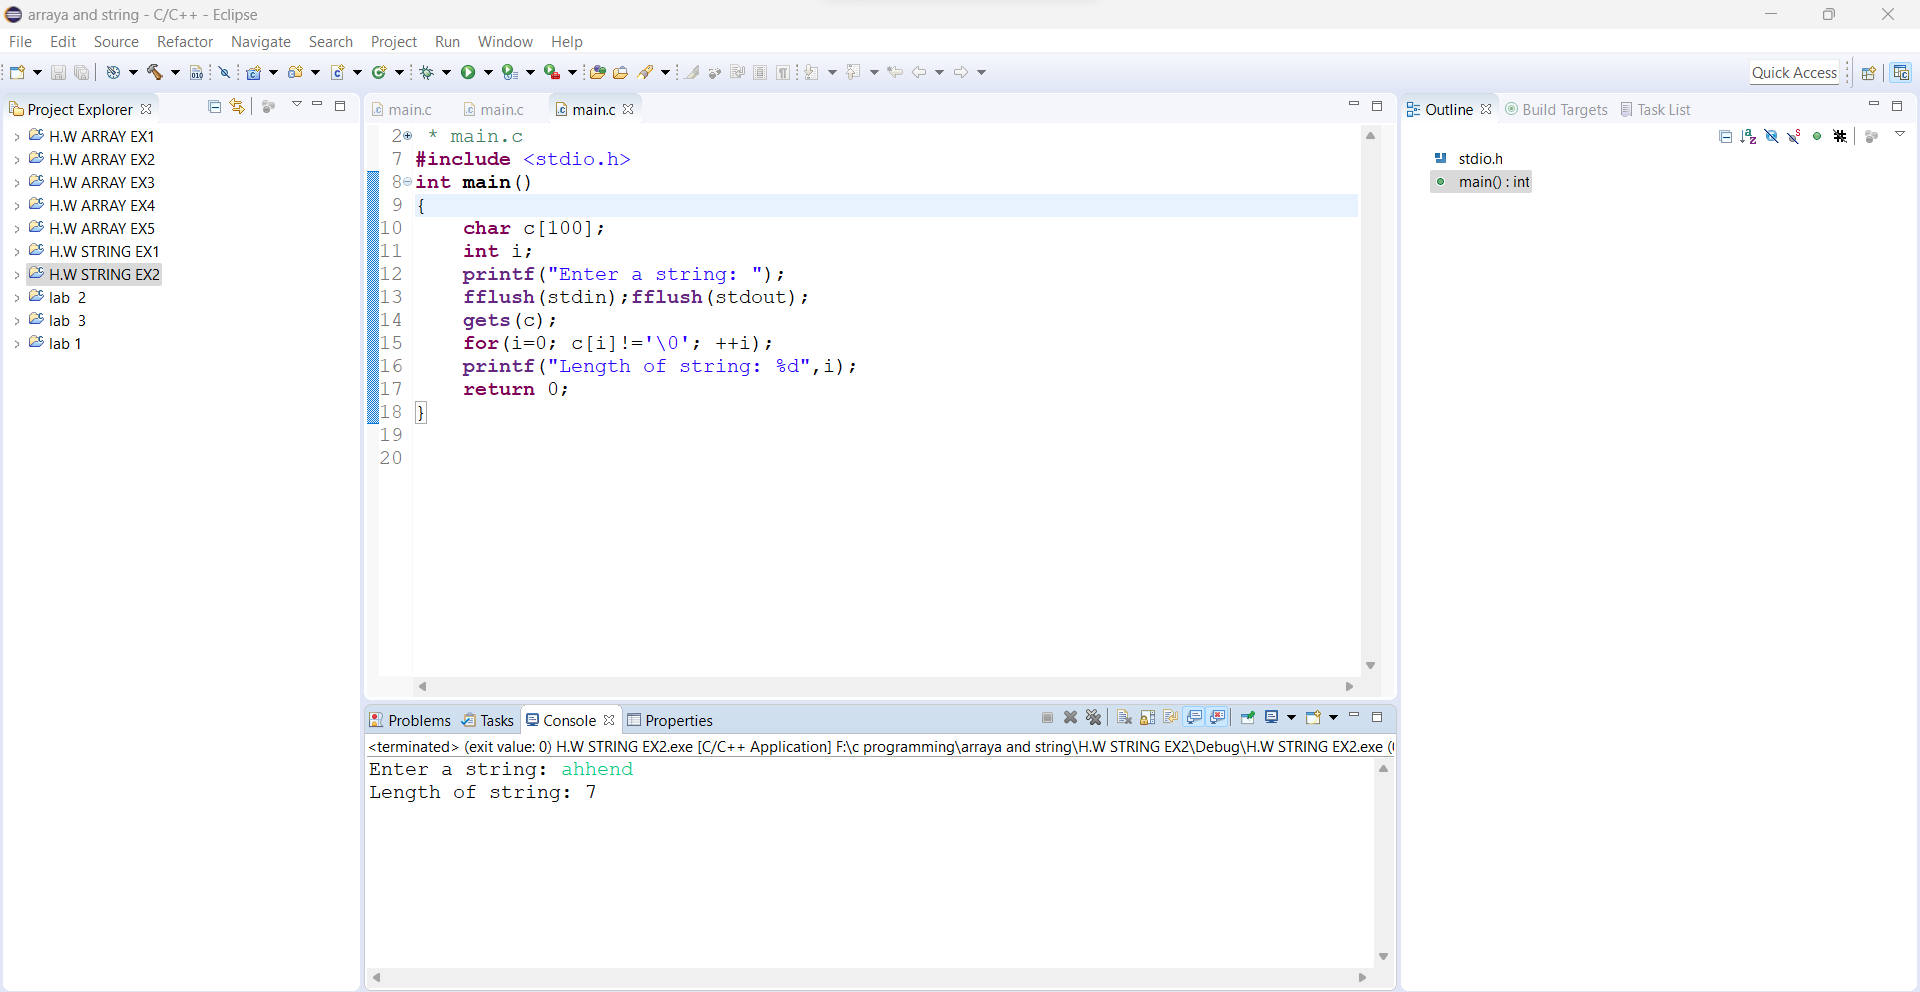 arraya and string - C/C++ - Eclipse
File Edit Source Refactor Navigate Search Project Run Window Help
Quick Access
Project Explorer
H.W ARRAY EX1
H.W ARRAY EX2
H.W ARRAY EX3
H.W ARRAY EX4
H.W ARRAY EX5
H.W STRING EX1
H.W STRING EX2
lab 2
lab 3
lab 1
main.c main.c main.c
2 * main.c
7 #include <stdio.h>
8 int main()
9 {
10 char c[100];
11 int i;
12 printf("Enter a string: ");
13 fflush(stdin);fflush(stdout);
14 gets(c);
15 for(i=0; c[i]!='\0'; ++i);
16 printf("Length of string: %d",i);
17 return 0;
18 }
19
20
Outline Build Targets Task List
stdio.h
main() : int
Problems Tasks Console Properties
<terminated> (exit value: 0) H.W STRING EX2.exe [C/C++ Application] F:\c programming\arraya and string\H.W STRING EX2\Debug\H.W STRING EX2.exe (
Enter a string: ahhend
Length of string: 7